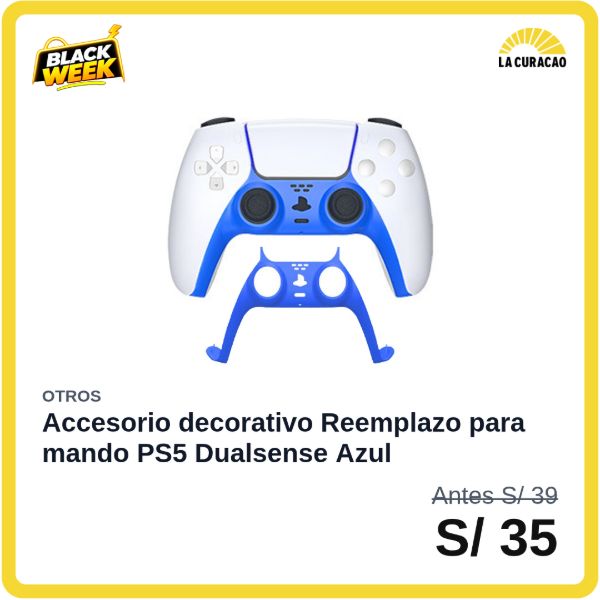 BLACK
WEEK
LA CURACAO
OTROS
Accesorio decorativo Reemplazo para
mando PS5 Dualsense Azul
Antes S/ 39
S/ 35